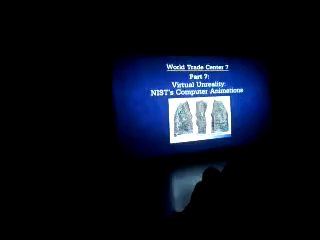 World Trade Center 7
Part 7:
Virtual Unreality:
NIST's Computer Animations